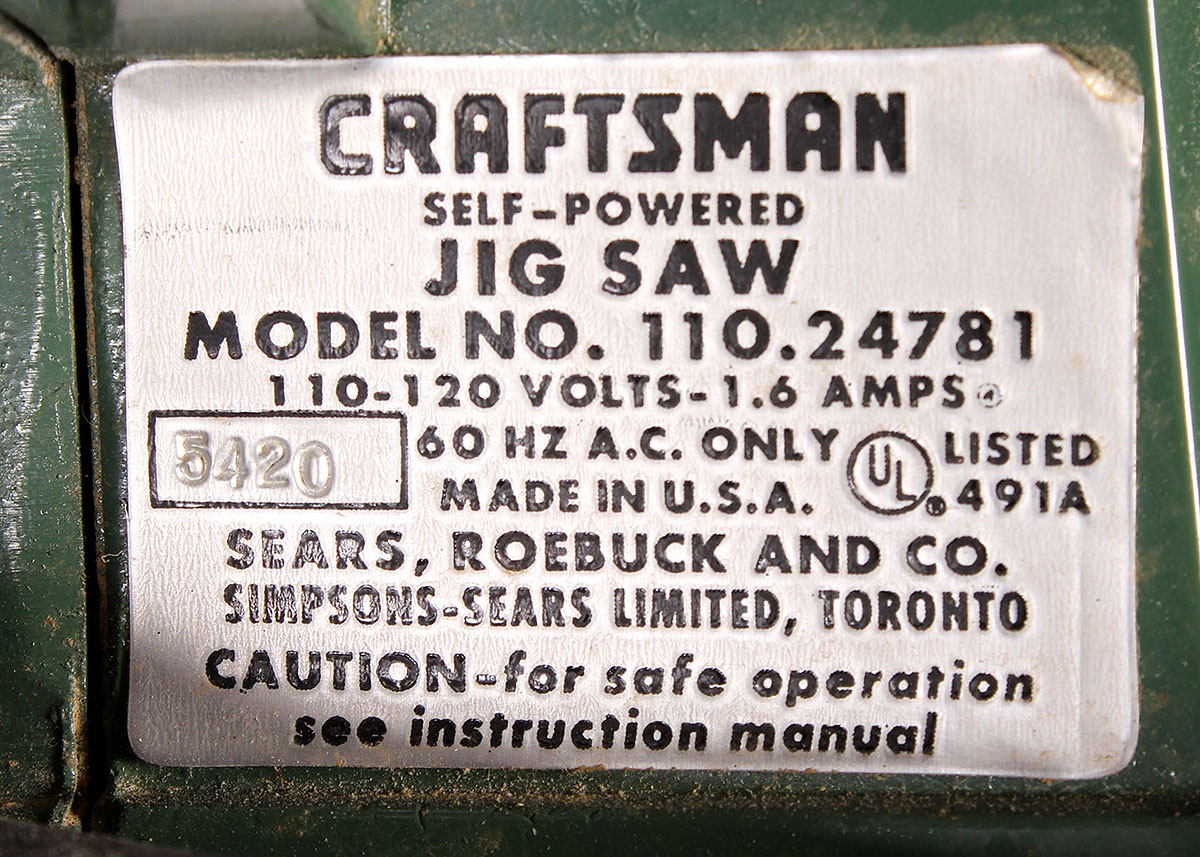 CRAFTSMAN
SELF-POWERED
JIG SAW
MODEL NO. 110.24781
110-120 VOLTS-1.6 AMPS
5420
60 HZ A.C. ONLY
MADE IN U.S.A.
UL ® LISTED
491A
SEARS, ROEBUCK AND CO.
SIMPSONS-SEARS LIMITED, TORONTO
CAUTION-for safe operation
see instruction manual